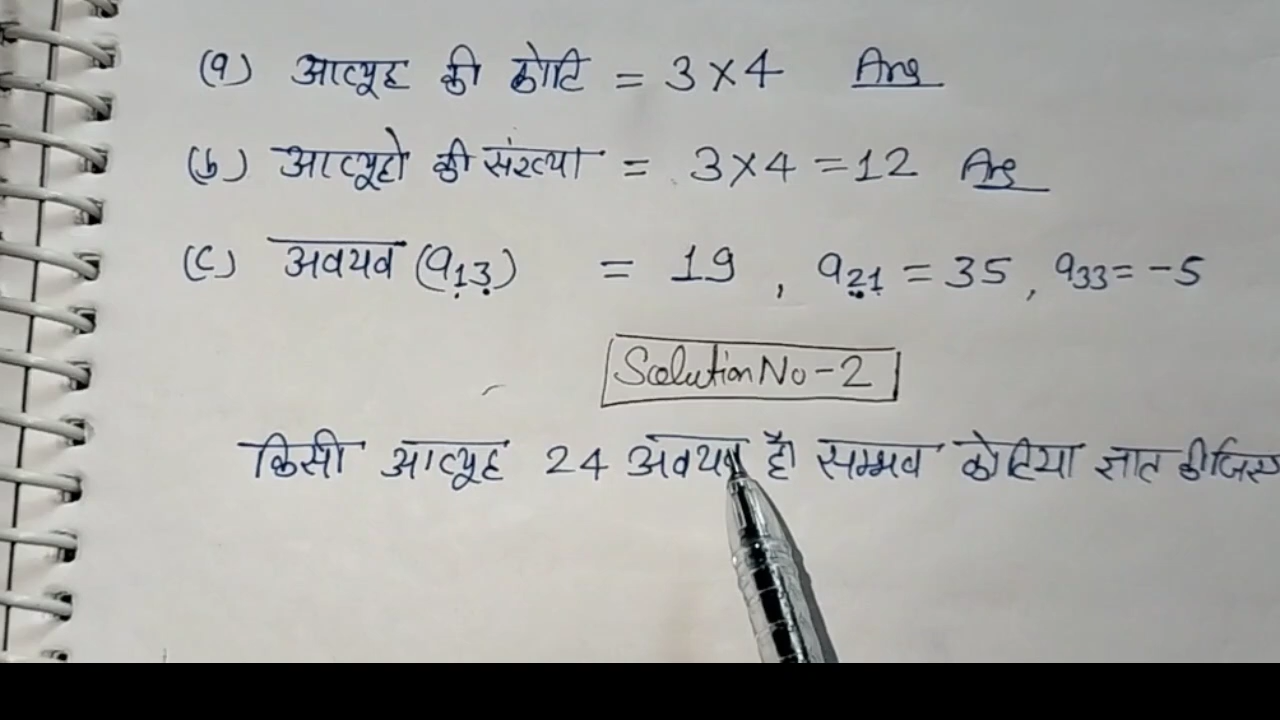 (a) आव्यूह की कोटि = 3×4 Ans
(b) आव्यूहो की संख्या = 3×4 = 12 Ans
(c) अवयव (a₁₃) = 19 , a₂₁ = 35 , a₃₃ = -5
Solution No - 2
किसी आव्यूह 24 अवयव है। सम्भव कोटिया ज्ञात कीजिए